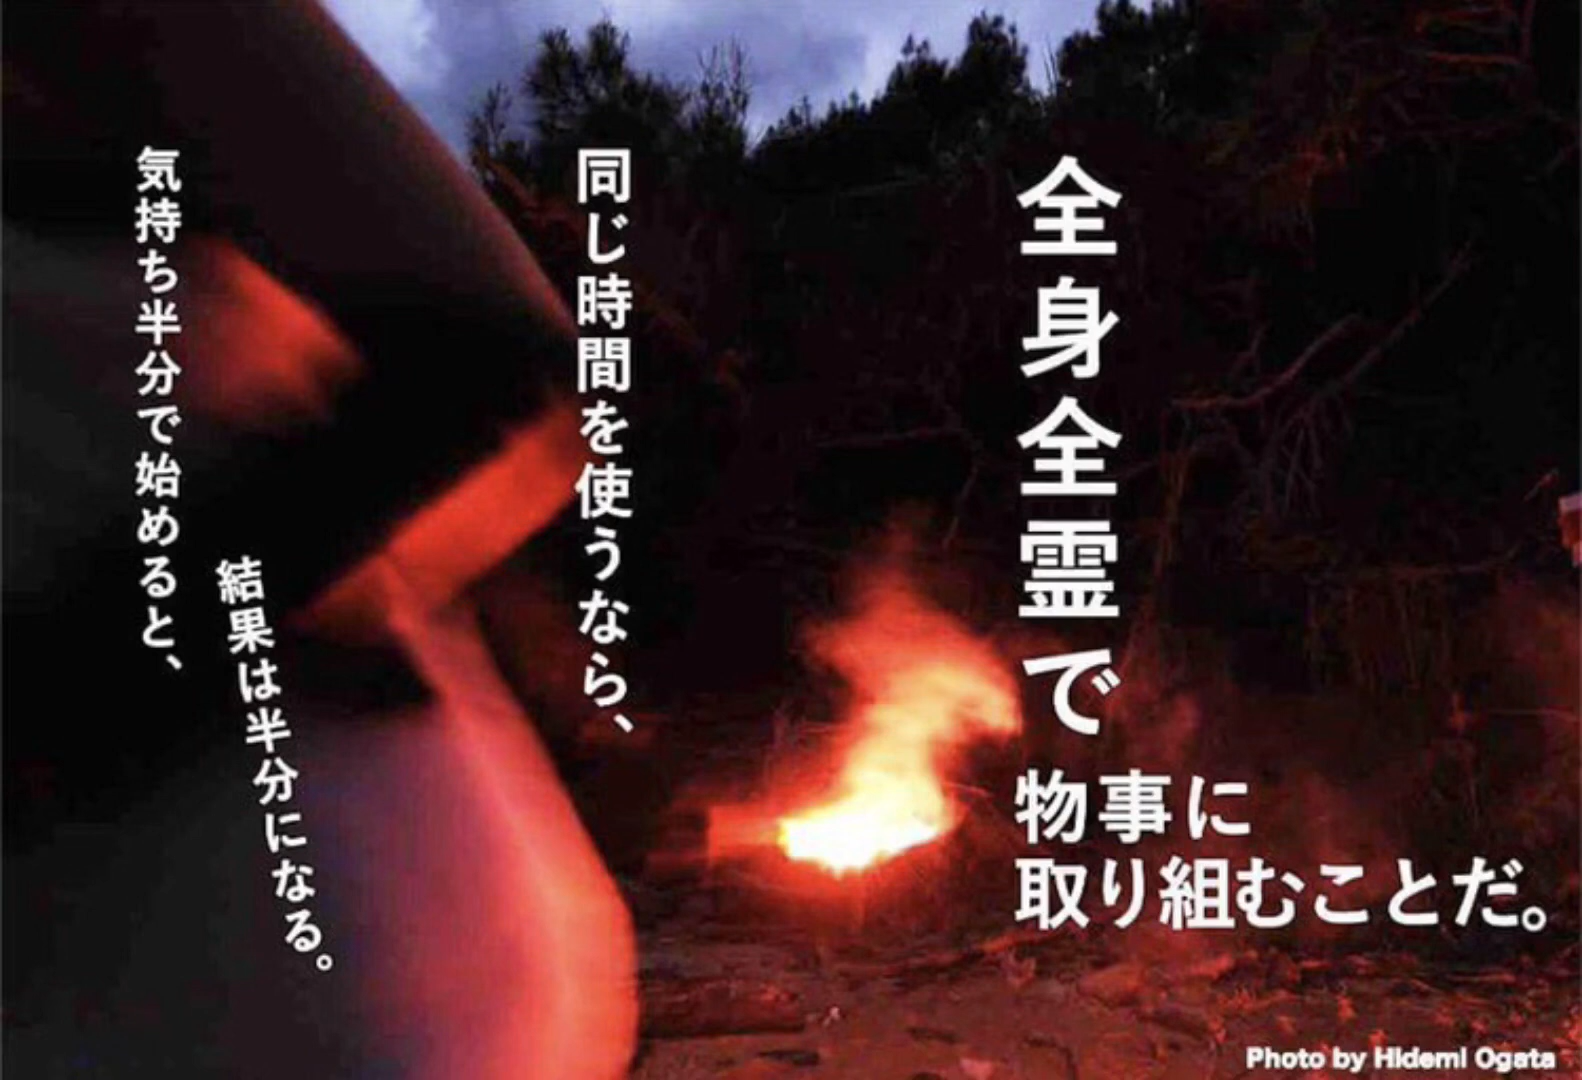 気持ち半分で始めると、
結果は半分になる。
同じ時間を使うなら、
全身全霊で
物事に
取り組むことだ。
Photo by Hidemi Ogata